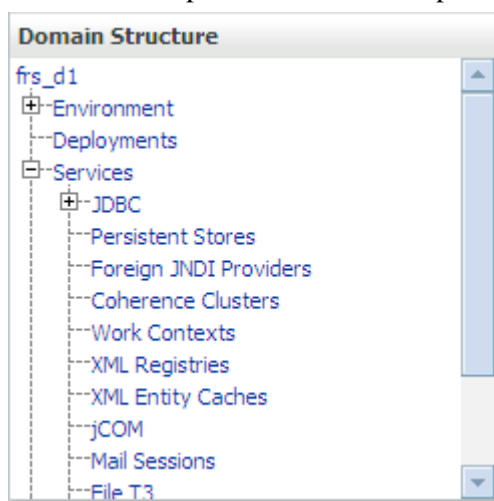 Domain Structure
frs_d1
Environment
Deployments
Services
JDBC
Persistent Stores
Foreign JNDI Providers
Coherence Clusters
Work Contexts
XML Registries
XML Entity Caches
jCOM
Mail Sessions
File T3